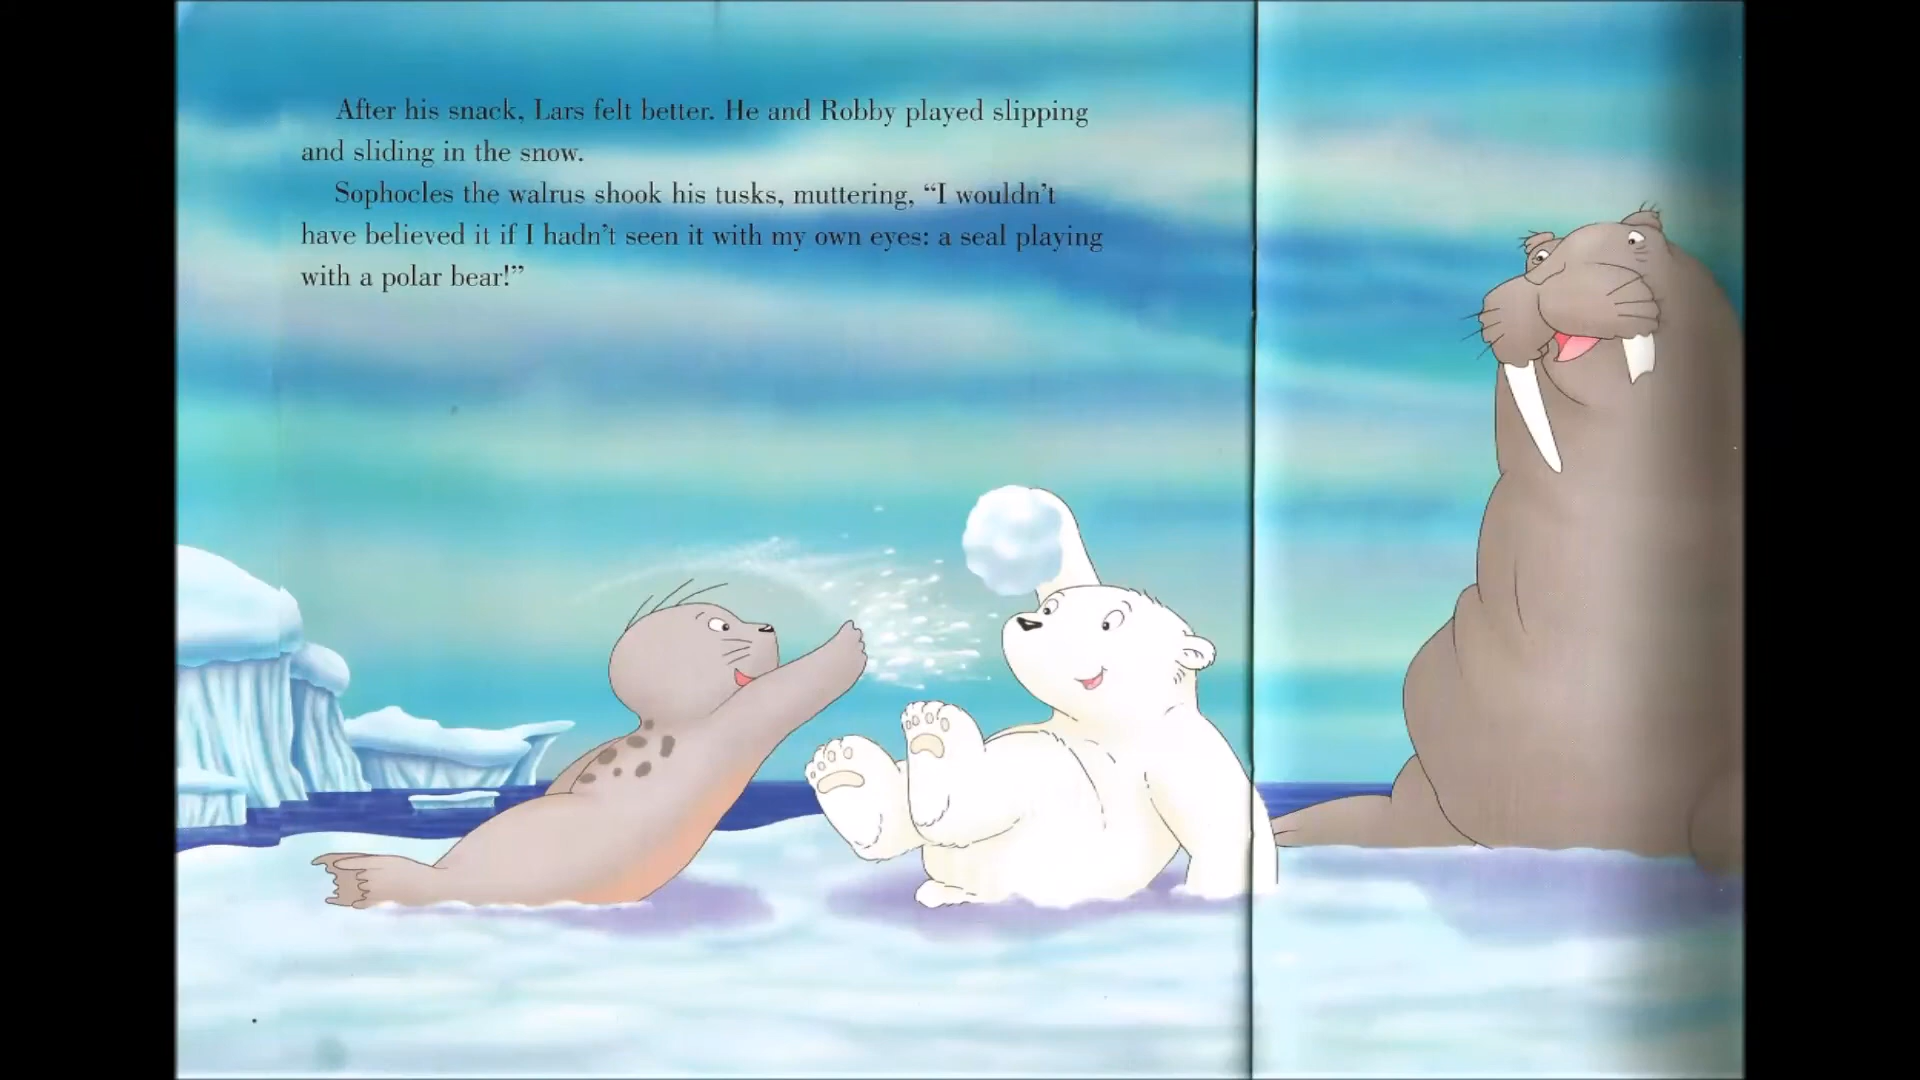 After his snack, Lars felt better. He and Robby played slipping
and sliding in the snow.
Sophocles the walrus shook his tusks, muttering, “I wouldn’t
have believed it if I hadn’t seen it with my own eyes: a seal playing
with a polar bear!”